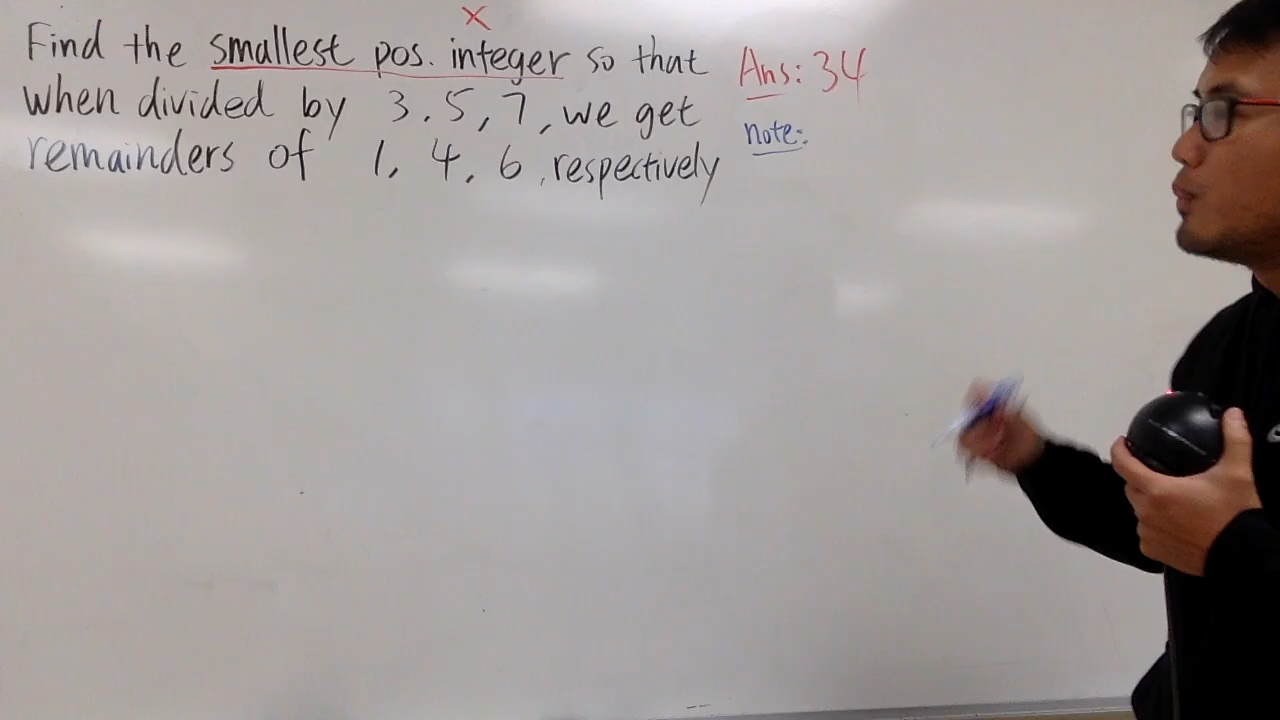 x
Find the smallest pos. integer so that
when divided by 3, 5, 7, we get
remainders of 1, 4, 6, respectively
Ans: 34
note: